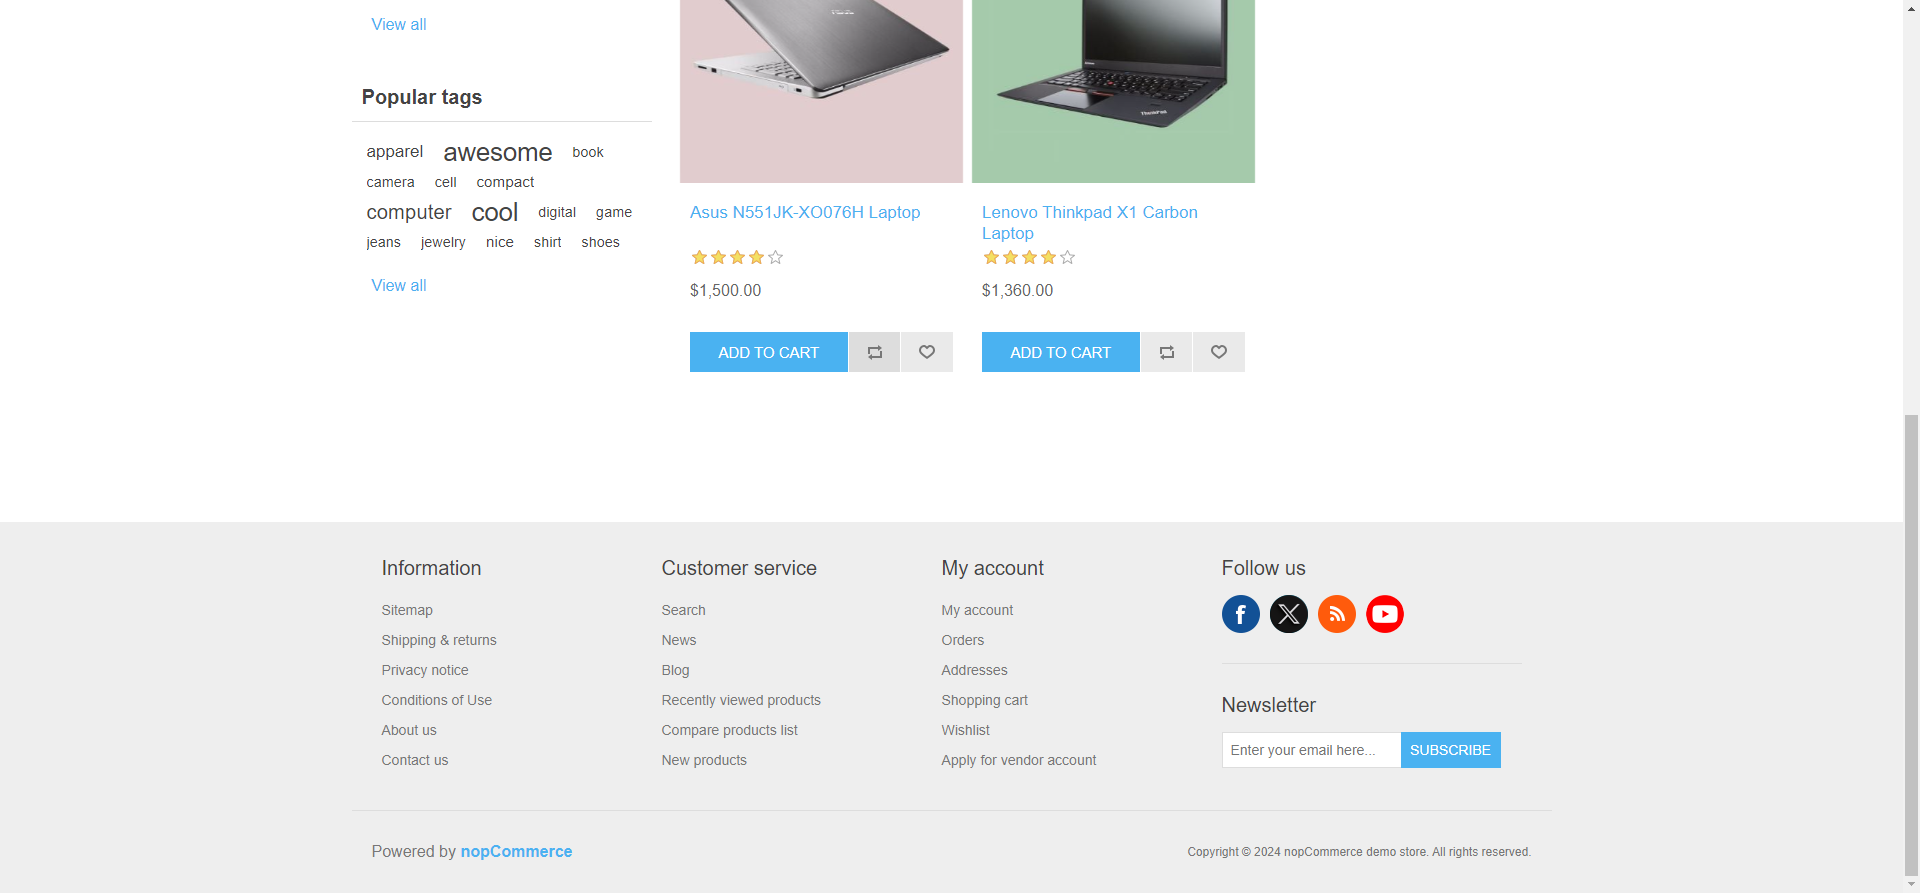 View all
Popular tags
apparel awesome book
camera cell compact
computer cool digital game
jeans jewelry nice shirt shoes
View all
ThinkPad
Asus N551JK-XO076H Laptop
$1,500.00
ADD TO CART
Lenovo Thinkpad X1 Carbon
Laptop
$1,360.00
ADD TO CART
Information
Sitemap
Shipping & returns
Privacy notice
Conditions of Use
About us
Contact us
Customer service
Search
News
Blog
Recently viewed products
Compare products list
New products
My account
My account
Orders
Addresses
Shopping cart
Wishlist
Apply for vendor account
Follow us
Newsletter
Enter your email here... SUBSCRIBE
Powered by nopCommerce
Copyright © 2024 nopCommerce demo store. All rights reserved.